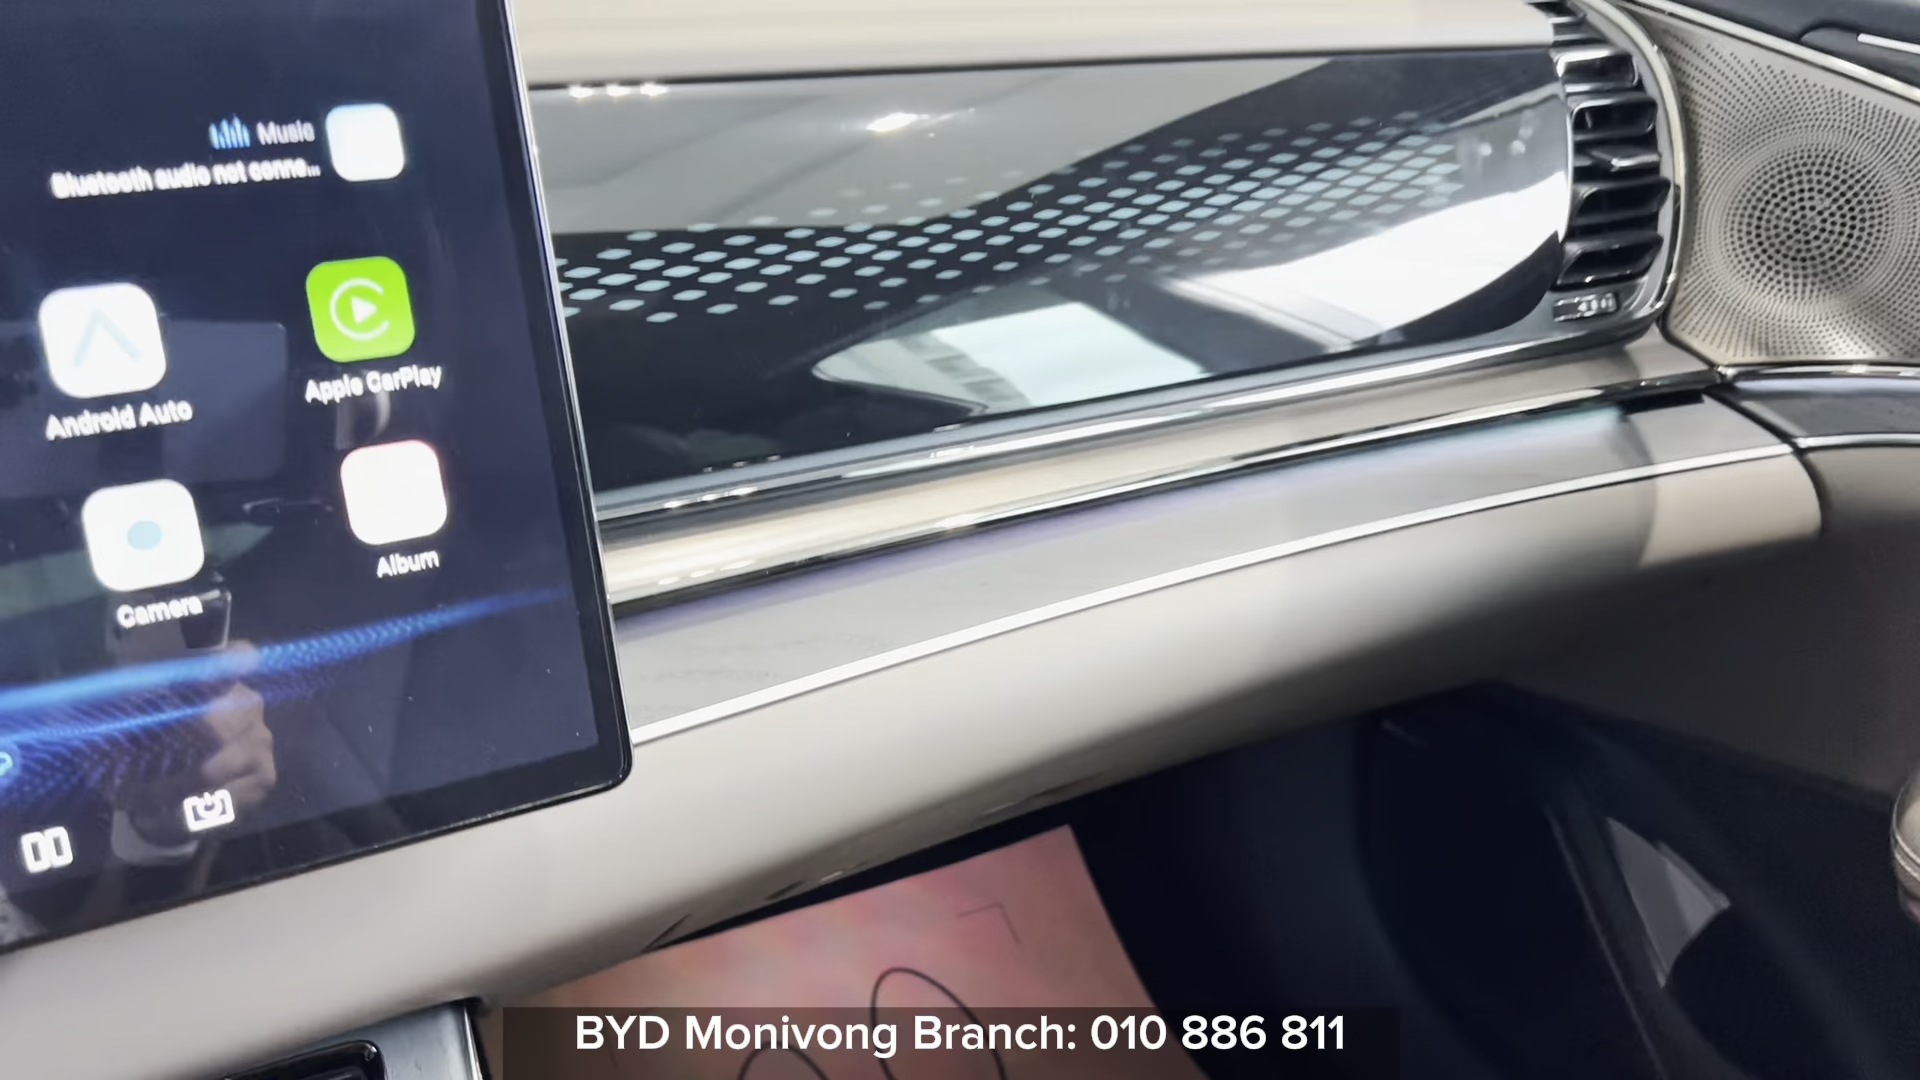 Music
Bluetooth audio not conne...
Android Auto
Apple CarPlay
Camera
Album
BYD Monivong Branch: 010 886 811